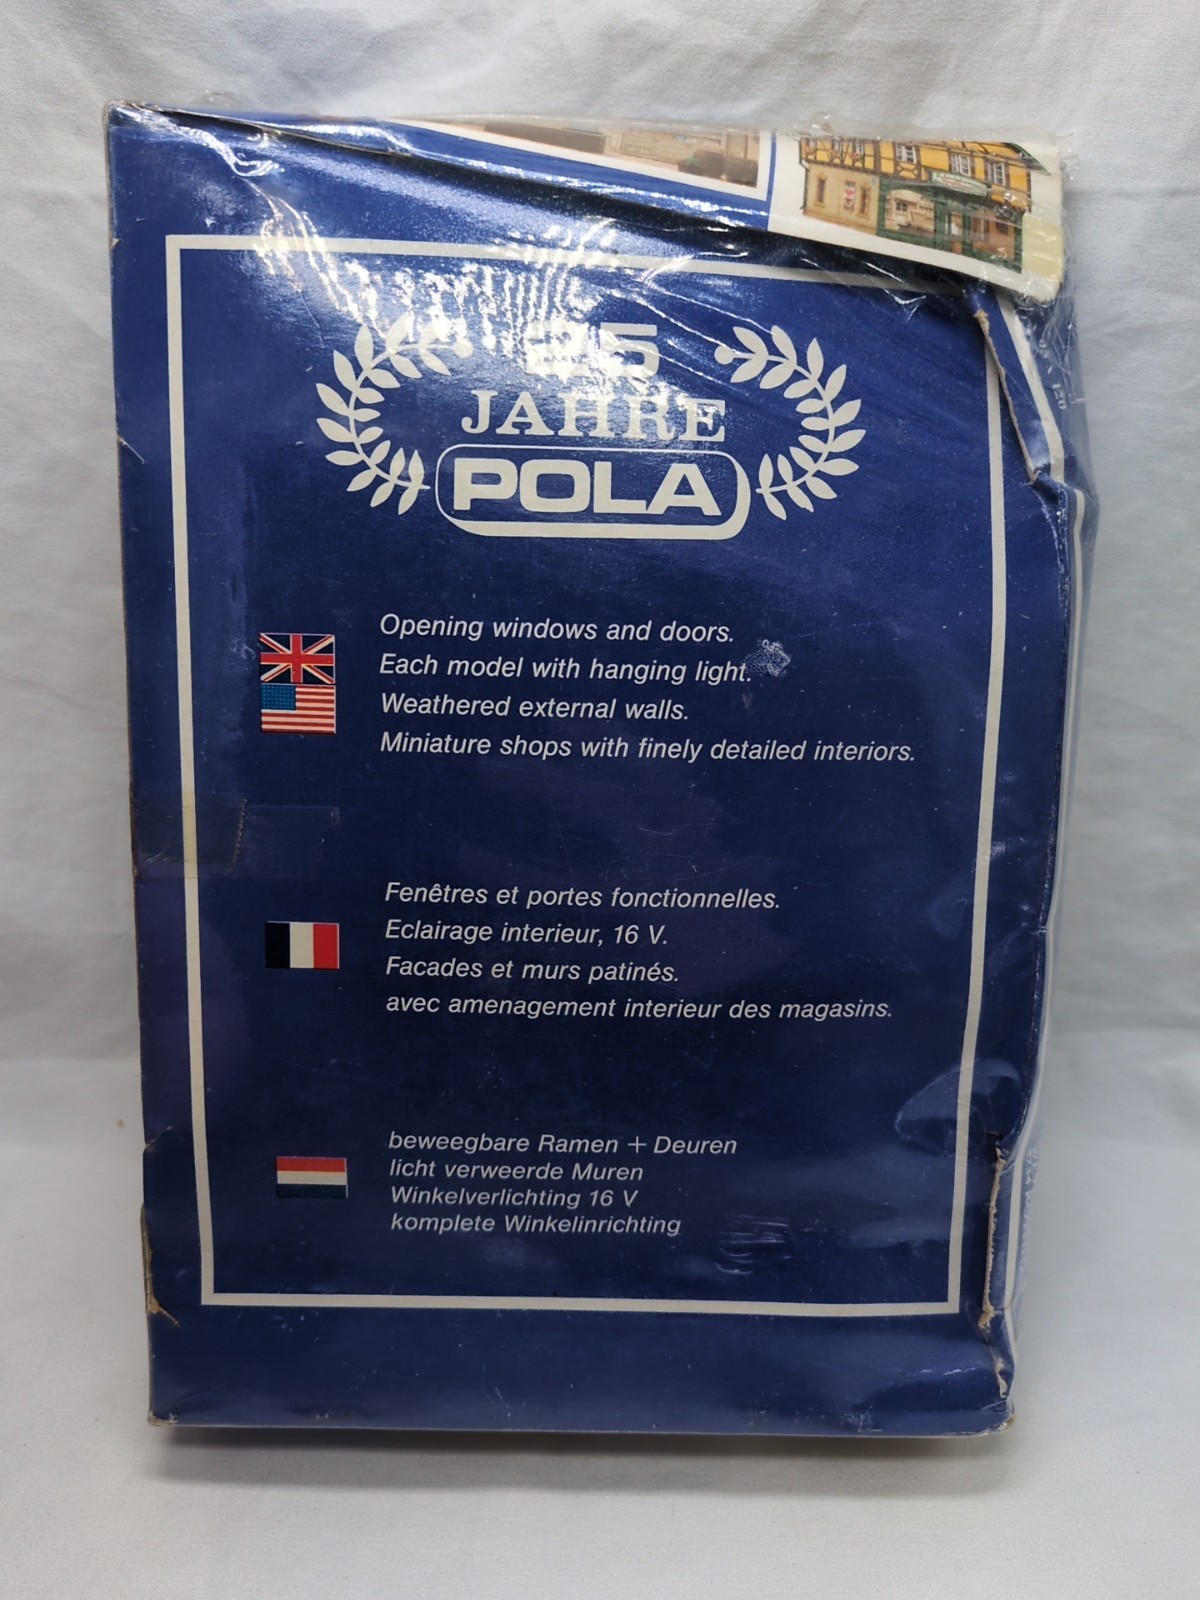 25
JAHRE
POLA
Opening windows and doors.
Each model with hanging light.
Weathered external walls.
Miniature shops with finely detailed interiors.
Fenêtres et portes fonctionnelles.
Eclairage interieur, 16 V.
Facades et murs patinés.
avec amenagement interieur des magasins.
beweegbare Ramen + Deuren
licht verweerde Muren
Winkelverlichting 16 V
komplete Winkelinrichting